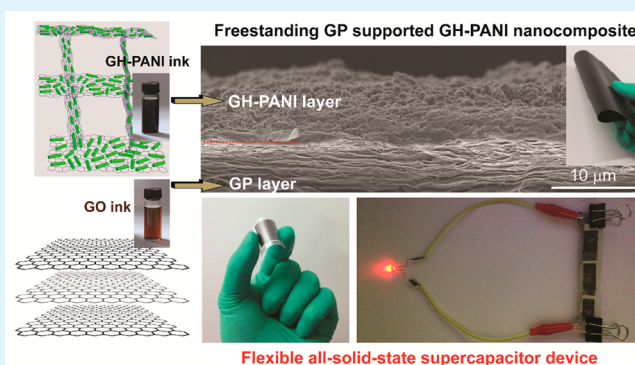 Freestanding GP supported GH-PANI nanocomposite
GH-PANI ink
GH-PANI layer
GP layer
10 μm
GO ink
Flexible all-solid-state supercapacitor device